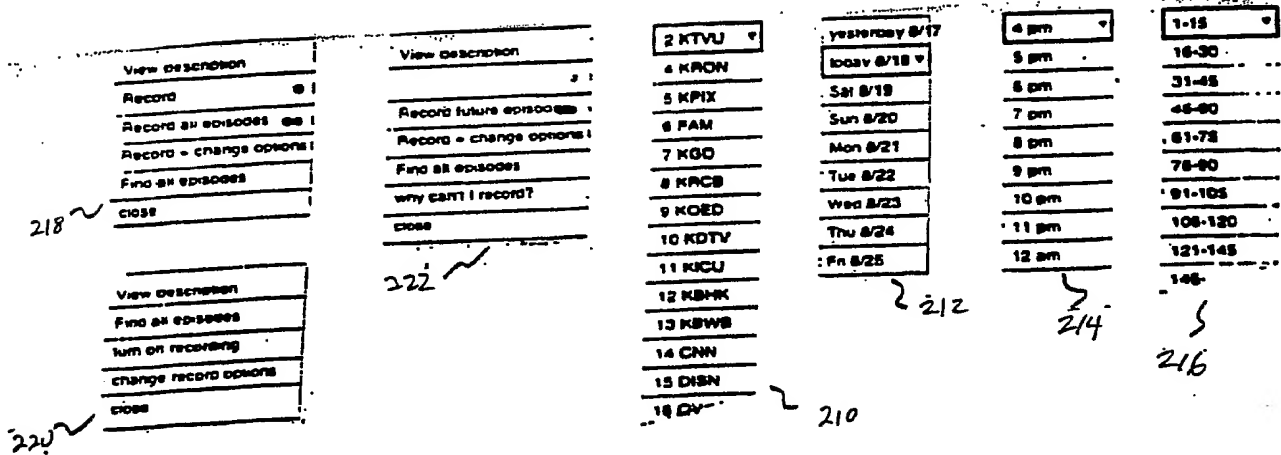 View Description
Record
Record all episodes
Record - change options
Find all episodes
close
218
View Description
Find all episodes
Turn on recording
change record options
close
220
View Description
Record future episodes
Record - change options
Find all episodes
why can't I record?
close
222
2 KTVU
4 KRON
5 KPIX
6 FAM
7 KGO
8 KRCB
9 KQED
10 KDTV
11 KICU
12 KBHK
13 KBWB
14 CNN
15 DISN
210
yesterday 8/17
today 8/18
Sat 8/19
Sun 8/20
Mon 8/21
Tue 8/22
Wed 8/23
Thu 8/24
Fri 8/25
212
4 pm
5 pm
6 pm
7 pm
8 pm
9 pm
10 pm
11 pm
12 am
214
1-15
16-30
31-45
46-60
61-75
76-90
91-105
106-120
121-145
146-
216